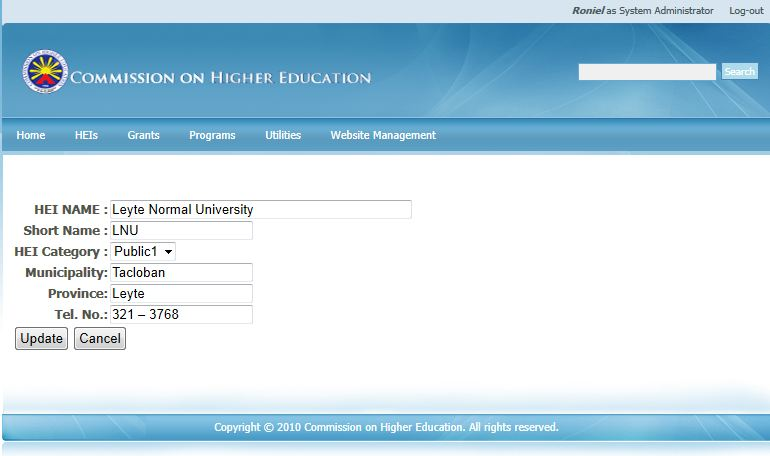 Roniel as System Administrator Log-out
COMMISSION ON HIGHER EDUCATION
Search
Home HEIs Grants Programs Utilities Website Management
HEI NAME : Leyte Normal University
Short Name : LNU
HEI Category : Public1
Municipality: Tacloban
Province: Leyte
Tel. No.: 321 – 3768
Update Cancel
Copyright © 2010 Commission on Higher Education. All rights reserved.